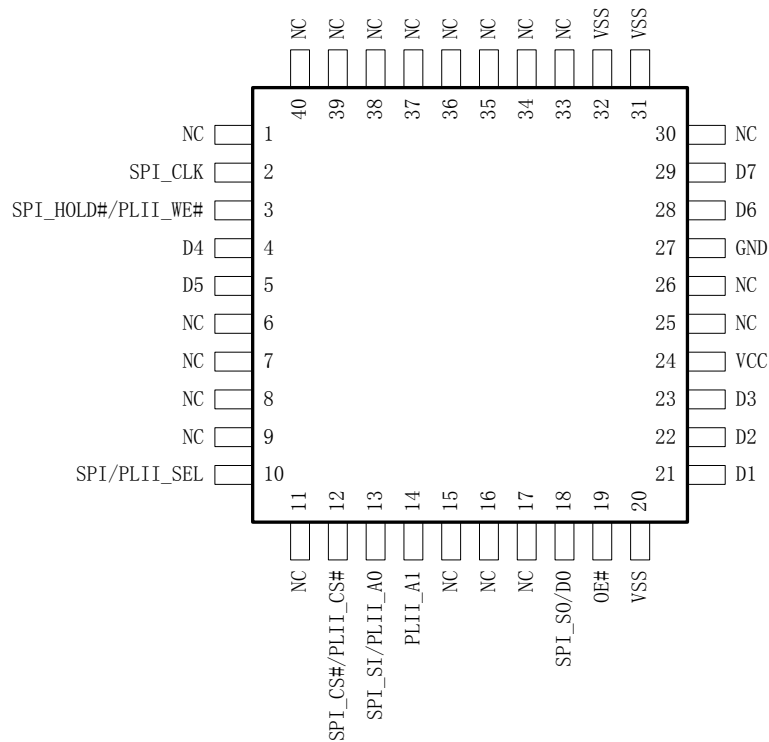 NC NC NC NC NC NC NC NC VSS VSS
40 39 38 37 36 35 34 33 32 31
NC 1 30 NC
SPI_CLK 2 29 D7
SPI_HOLD#/PLII_WE# 3 28 D6
D4 4 27 GND
D5 5 26 NC
NC 6 25 NC
NC 7 24 VCC
NC 8 23 D3
NC 9 22 D2
SPI/PLII_SEL 10 21 D1
11 12 13 14 15 16 17 18 19 20
NC SPI_CS#/PLII_CS# SPI_SI/PLII_A0 PLII_A1 NC NC NC SPI_SO/D0 OE# VSS